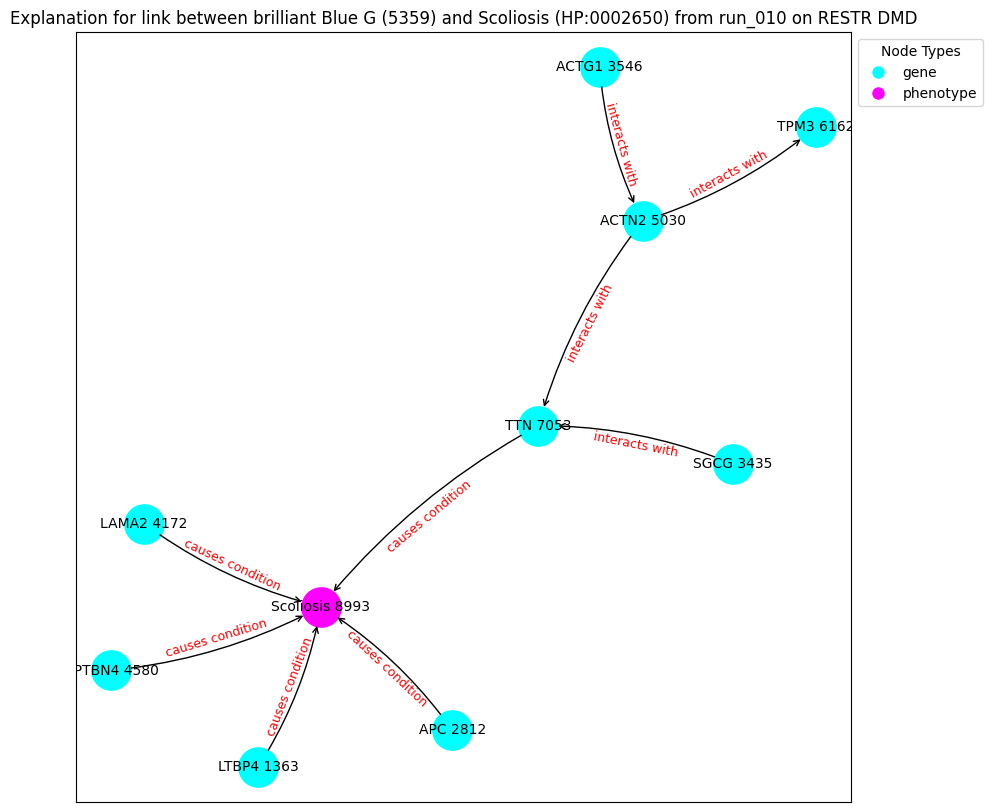 Explanation for link between brilliant Blue G (5359) and Scoliosis (HP:0002650) from run_010 on RESTR DMD
Node Types
gene
phenotype
ACTG1 3546
TPM3 6162
interacts with
interacts with
ACTN2 5030
interacts with
TTN 7053
interacts with
SGCG 3435
causes condition
LAMA2 4172
causes condition
Scoliosis 8993
causes condition
PTBN4 4580
causes condition
causes condition
APC 2812
LTBP4 1363